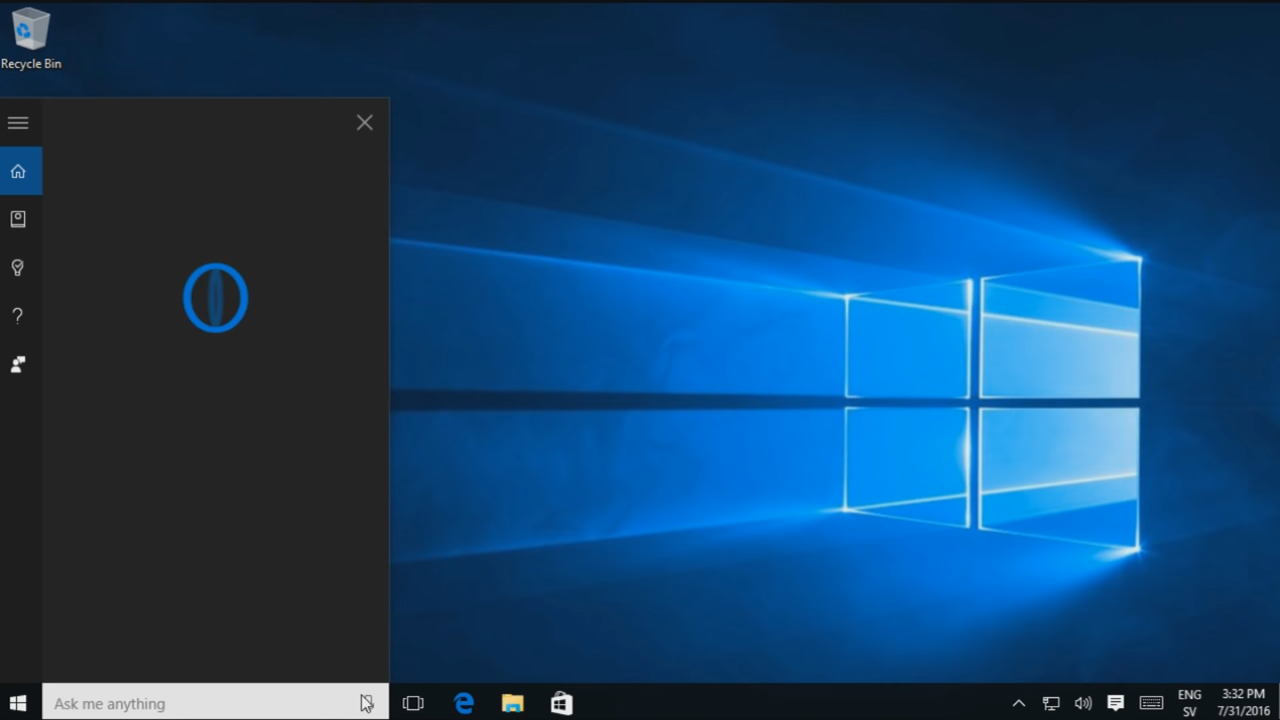 Recycle Bin
Ask me anything
ENG
SV
3:32 PM
7/31/2016